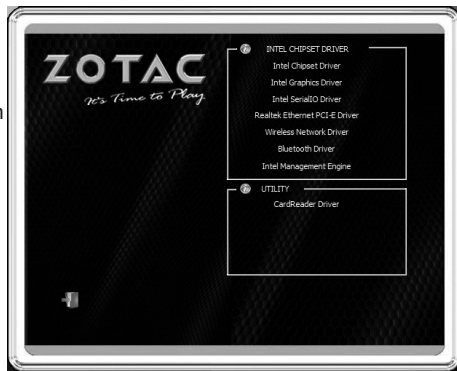 ZOTAC
It's Time to Play
INTEL CHIPSET DRIVER
Intel Chipset Driver
Intel Graphics Driver
Intel SerialIO Driver
Realtek Ethernet PCI-E Driver
Wireless Network Driver
Bluetooth Driver
Intel Management Engine
UTILITY
CardReader Driver